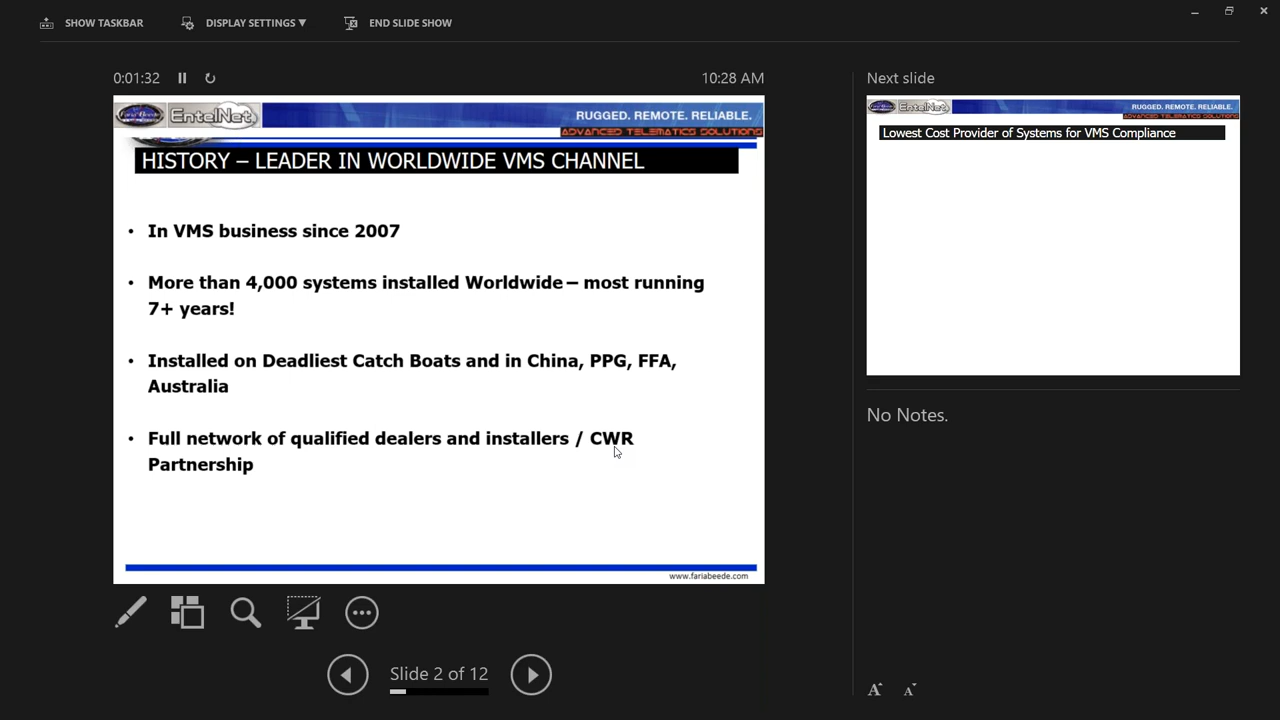 SHOW TASKBAR
DISPLAY SETTINGS ▼
END SLIDE SHOW
0:01:32
10:28 AM
EntelNet
RUGGED. REMOTE. RELIABLE.
ADVANCED TELEMATICS SOLUTIONS
HISTORY – LEADER IN WORLDWIDE VMS CHANNEL
• In VMS business since 2007
• More than 4,000 systems installed Worldwide – most running
7+ years!
• Installed on Deadliest Catch Boats and in China, PPG, FFA,
Australia
• Full network of qualified dealers and installers / CWR
Partnership
www.fariabeede.com
Slide 2 of 12
Next slide
EntelNet
RUGGED. REMOTE. RELIABLE.
ADVANCED TELEMATICS SOLUTIONS
Lowest Cost Provider of Systems for VMS Compliance
No Notes.
A A